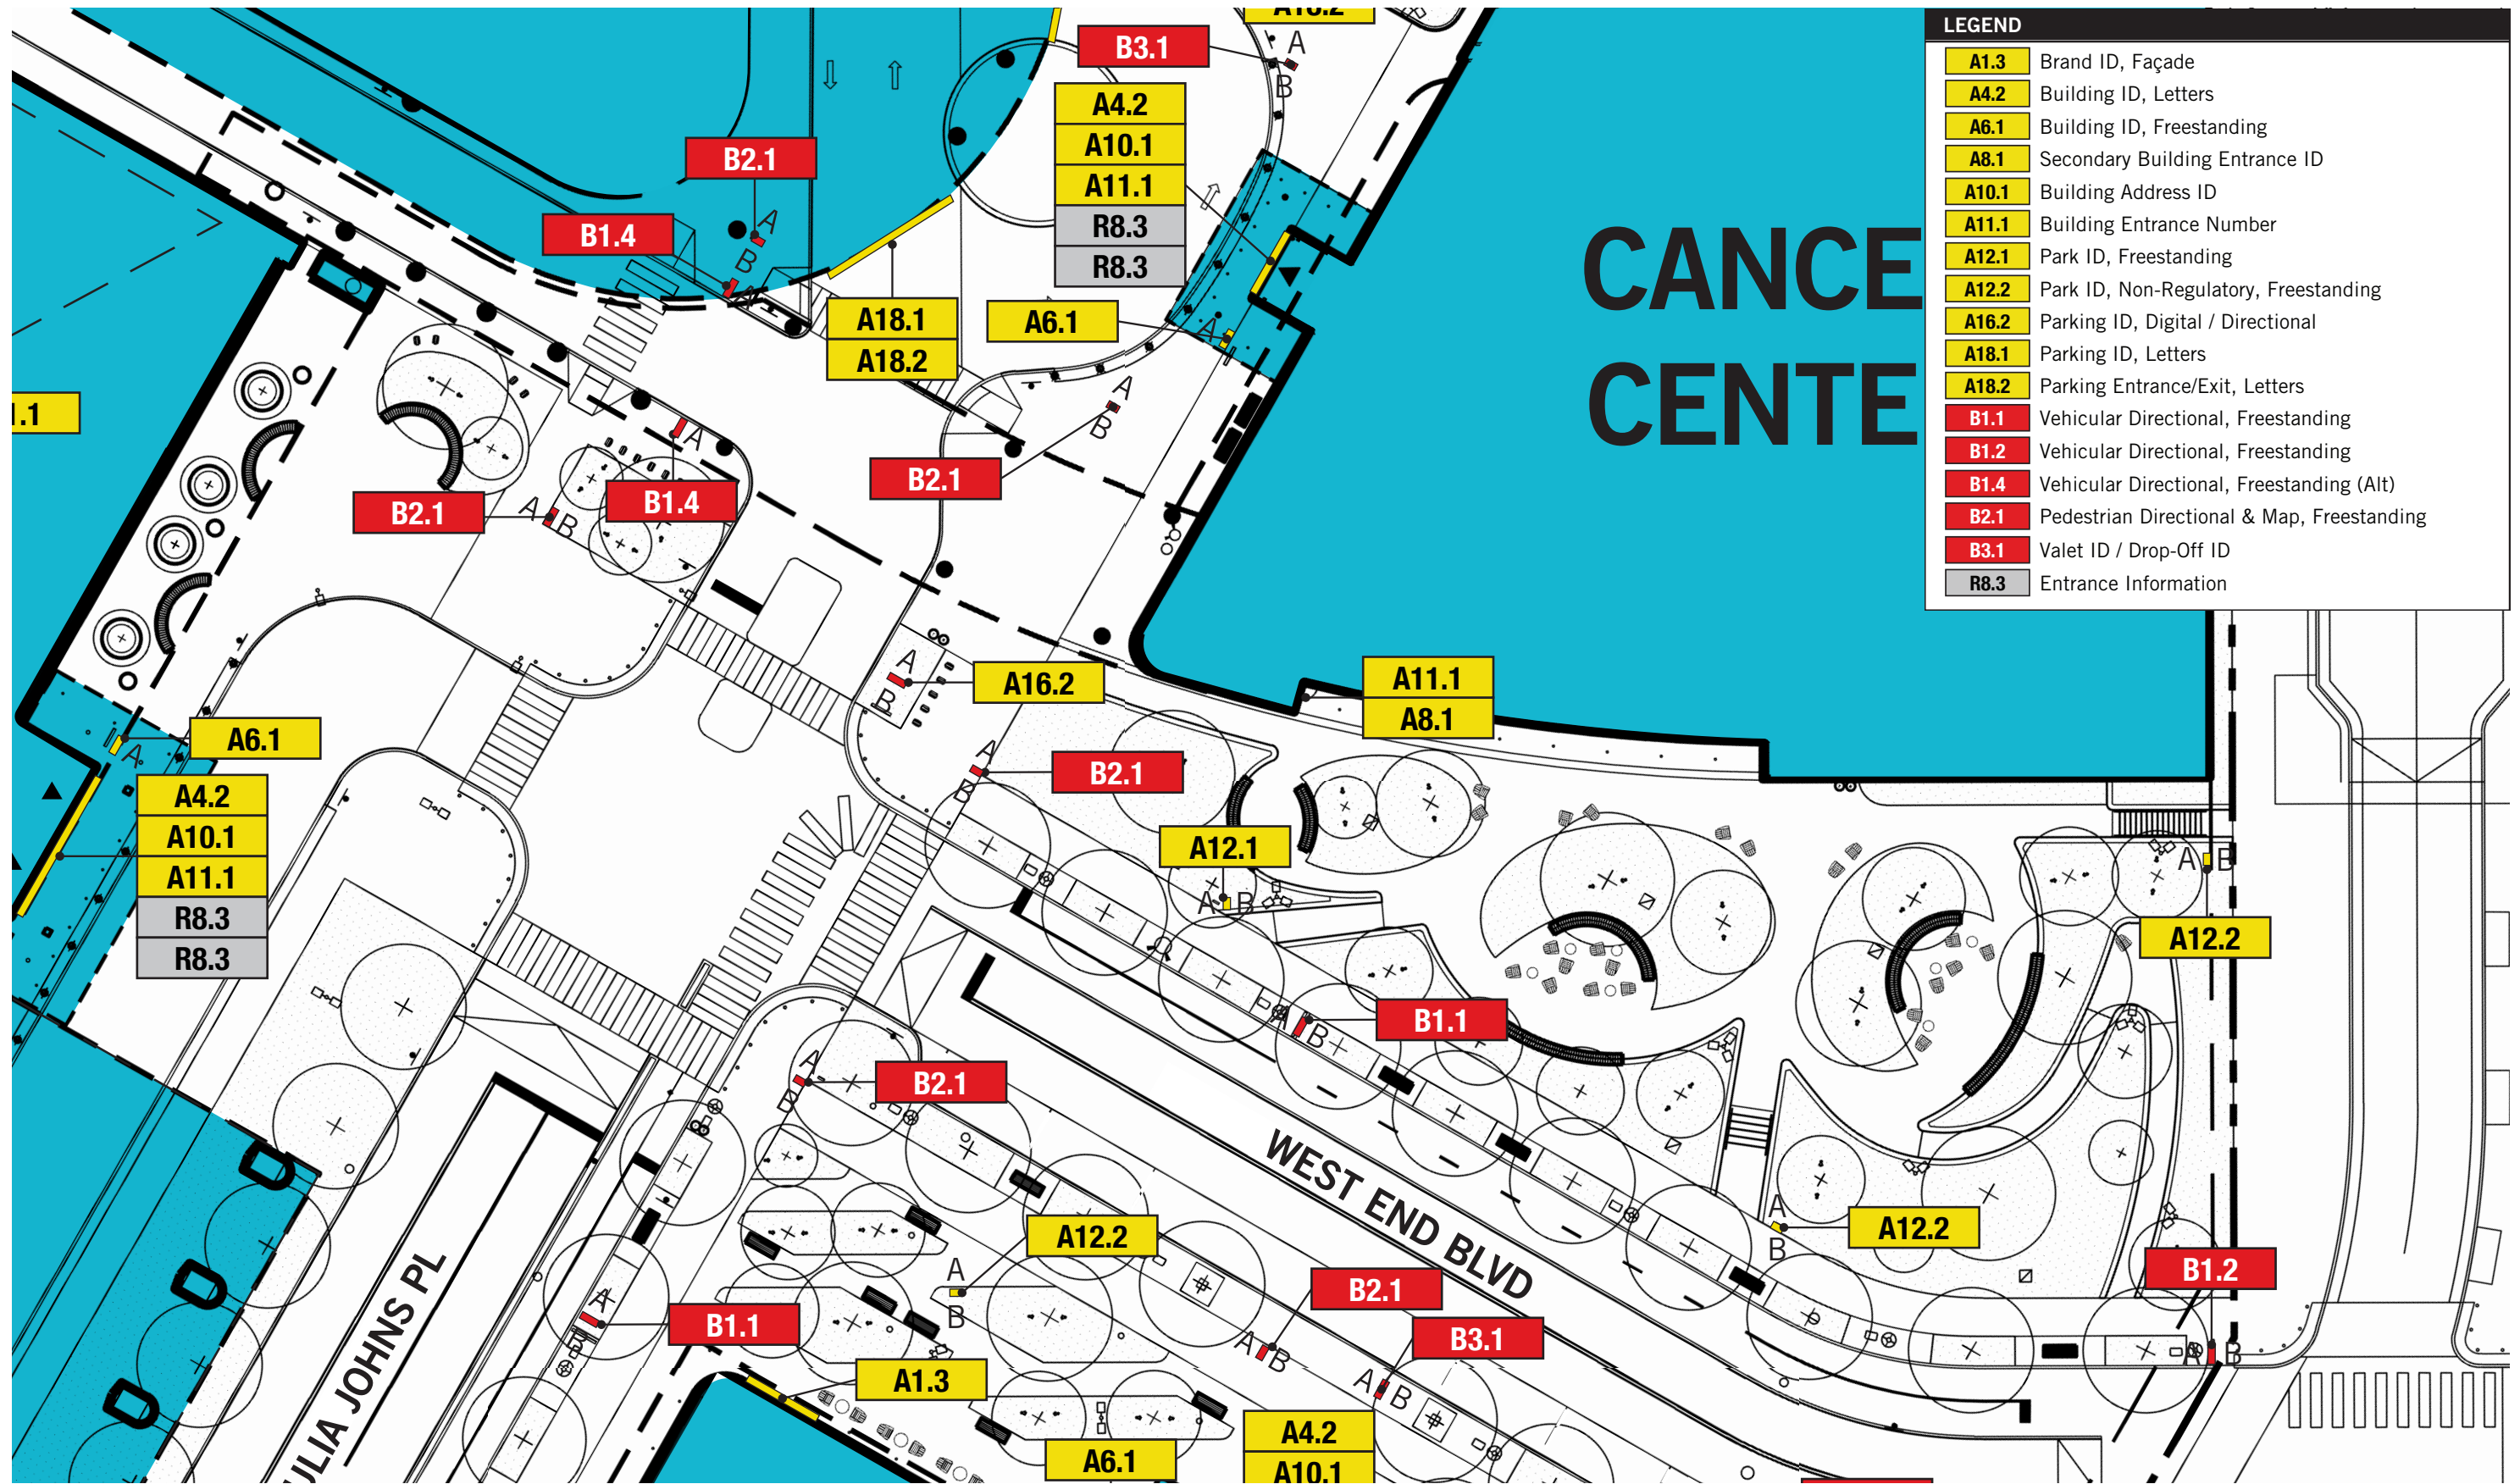 A18.2
B3.1
A
B
A4.2
A10.1
A11.1
R8.3
R8.3
B2.1
A
B
B1.4
A18.1
A18.2
A6.1
A
CANCE
CENTE
LEGEND
A1.3 Brand ID, Façade
A4.2 Building ID, Letters
A6.1 Building ID, Freestanding
A8.1 Secondary Building Entrance ID
A10.1 Building Address ID
A11.1 Building Entrance Number
A12.1 Park ID, Freestanding
A12.2 Park ID, Non-Regulatory, Freestanding
A16.2 Parking ID, Digital / Directional
A18.1 Parking ID, Letters
A18.2 Parking Entrance/Exit, Letters
B1.1 Vehicular Directional, Freestanding
B1.2 Vehicular Directional, Freestanding
B1.4 Vehicular Directional, Freestanding (Alt)
B2.1 Pedestrian Directional & Map, Freestanding
B3.1 Valet ID / Drop-Off ID
R8.3 Entrance Information
.1
A
B
B2.1
A
B1.4
B2.1
A B
A
B
A16.2
A11.1
A8.1
A6.1
A
A4.2
A10.1
A11.1
R8.3
R8.3
A
B
B2.1
A12.1
A B
A B
A12.2
B1.1
A B
A
B
B2.1
WEST END BLVD
A12.2
A
B
A
B
A12.2
B1.2
A B
B2.1
A B
B3.1
A B
A
B
B1.1
A1.3
ULIA JOHNS PL
A6.1
A4.2
A10.1